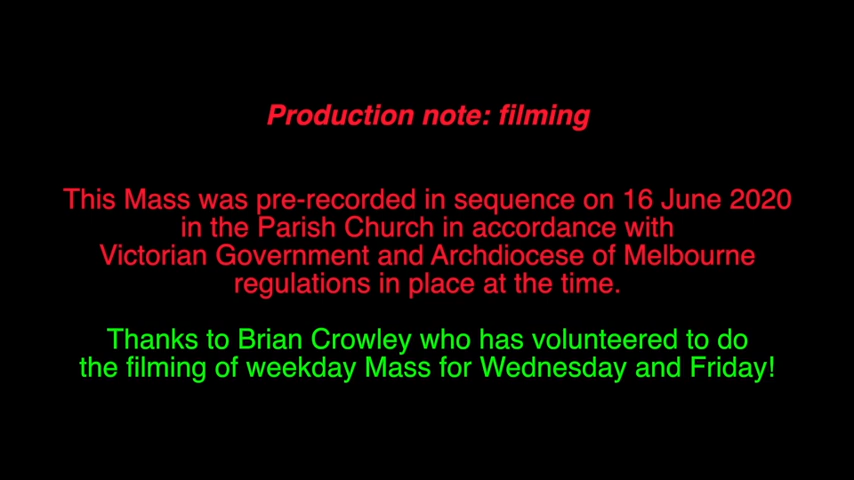 Production note: filming
This Mass was pre-recorded in sequence on 16 June 2020
in the Parish Church in accordance with
Victorian Government and Archdiocese of Melbourne
regulations in place at the time.
Thanks to Brian Crowley who has volunteered to do
the filming of weekday Mass for Wednesday and Friday!